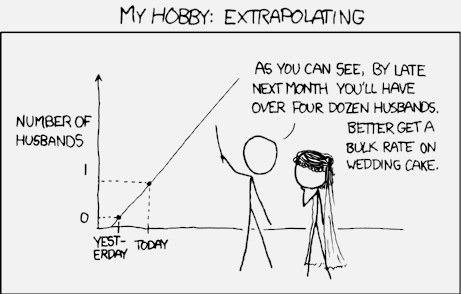 MY HOBBY: EXTRAPOLATING
NUMBER OF
HUSBANDS
1
0
YEST-
ERDAY
TODAY
AS YOU CAN SEE, BY LATE
NEXT MONTH YOU'LL HAVE
OVER FOUR DOZEN HUSBANDS.
BETTER GET A
BULK RATE ON
WEDDING CAKE.